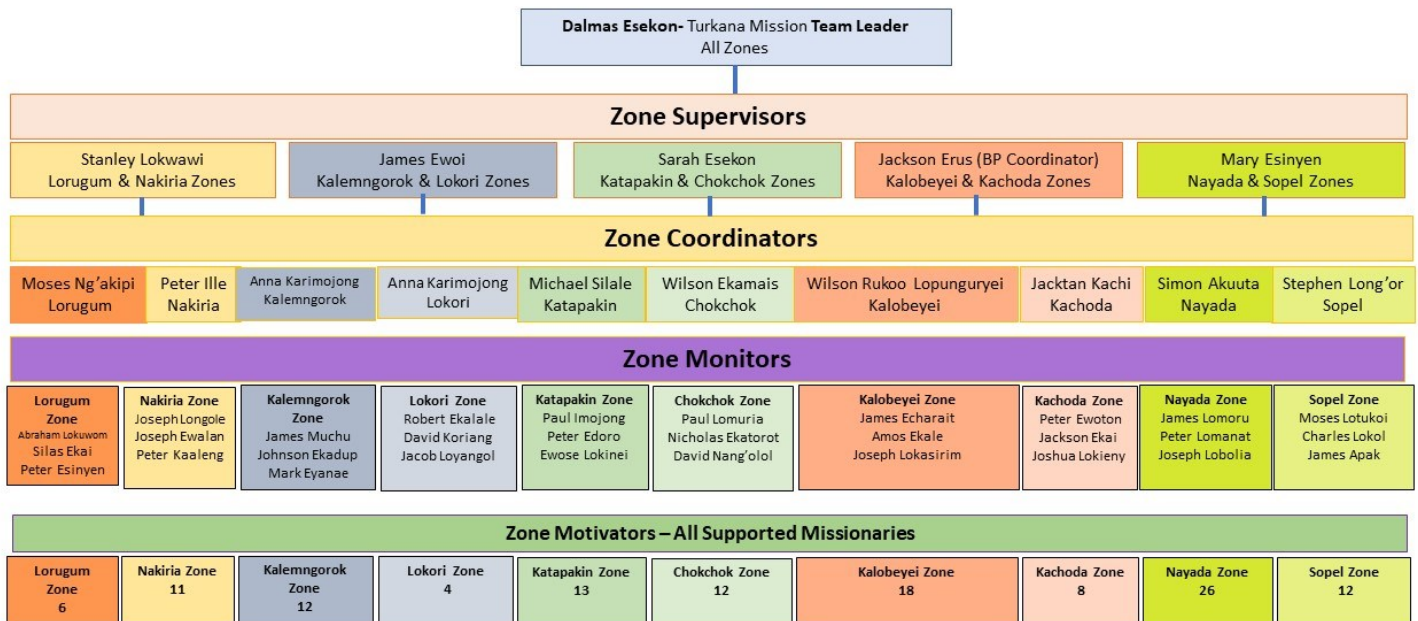 Dalmas Esekon- Turkana Mission Team Leader
All Zones
Zone Supervisors
Stanley Lokwawi
Lorugum & Nakiria Zones
James Ewoi
Kalemngorok & Lokori Zones
Sarah Esekon
Katapakin & Chokchok Zones
Jackson Erus (BP Coordinator)
Kalobeyei & Kachoda Zones
Mary Esinyen
Nayada & Sopel Zones
Zone Coordinators
Moses Ng’akipi
Lorugum
Peter Ille
Nakiria
Anna Karimojong
Kalemngorok
Anna Karimojong
Lokori
Michael Silale
Katapakin
Wilson Ekamais
Chokchok
Wilson Rukoo Lopunguryei
Kalobeyei
Jacktan Kachi
Kachoda
Simon Akuuta
Nayada
Stephen Long’or
Sopel
Zone Monitors
Lorugum
Zone
Abraham Lokuwom
Silas Ekai
Peter Esinyen
Nakiria Zone
Joseph Longole
Joseph Ewalan
Peter Kaaleng
Kalemngorok
Zone
James Muchu
Johnson Ekadup
Mark Eyanae
Lokori Zone
Robert Ekalale
David Koriang
Jacob Loyangol
Katapakin Zone
Paul Imojong
Peter Edoro
Ewose Lokinei
Chokchok Zone
Paul Lomuria
Nicholas Ekatorot
David Nang’olol
Kalobeyei Zone
James Echarait
Amos Ekale
Joseph Lokasirim
Kachoda Zone
Peter Ewoton
Jackson Ekai
Joshua Lokieny
Nayada Zone
James Lomoru
Peter Lomanat
Joseph Lobolia
Sopel Zone
Moses Lotukoi
Charles Lokol
James Apak
Zone Motivators – All Supported Missionaries
Lorugum
Zone
6
Nakiria Zone
11
Kalemngorok
Zone
12
Lokori Zone
4
Katapakin Zone
13
Chokchok Zone
12
Kalobeyei Zone
18
Kachoda Zone
8
Nayada Zone
26
Sopel Zone
12